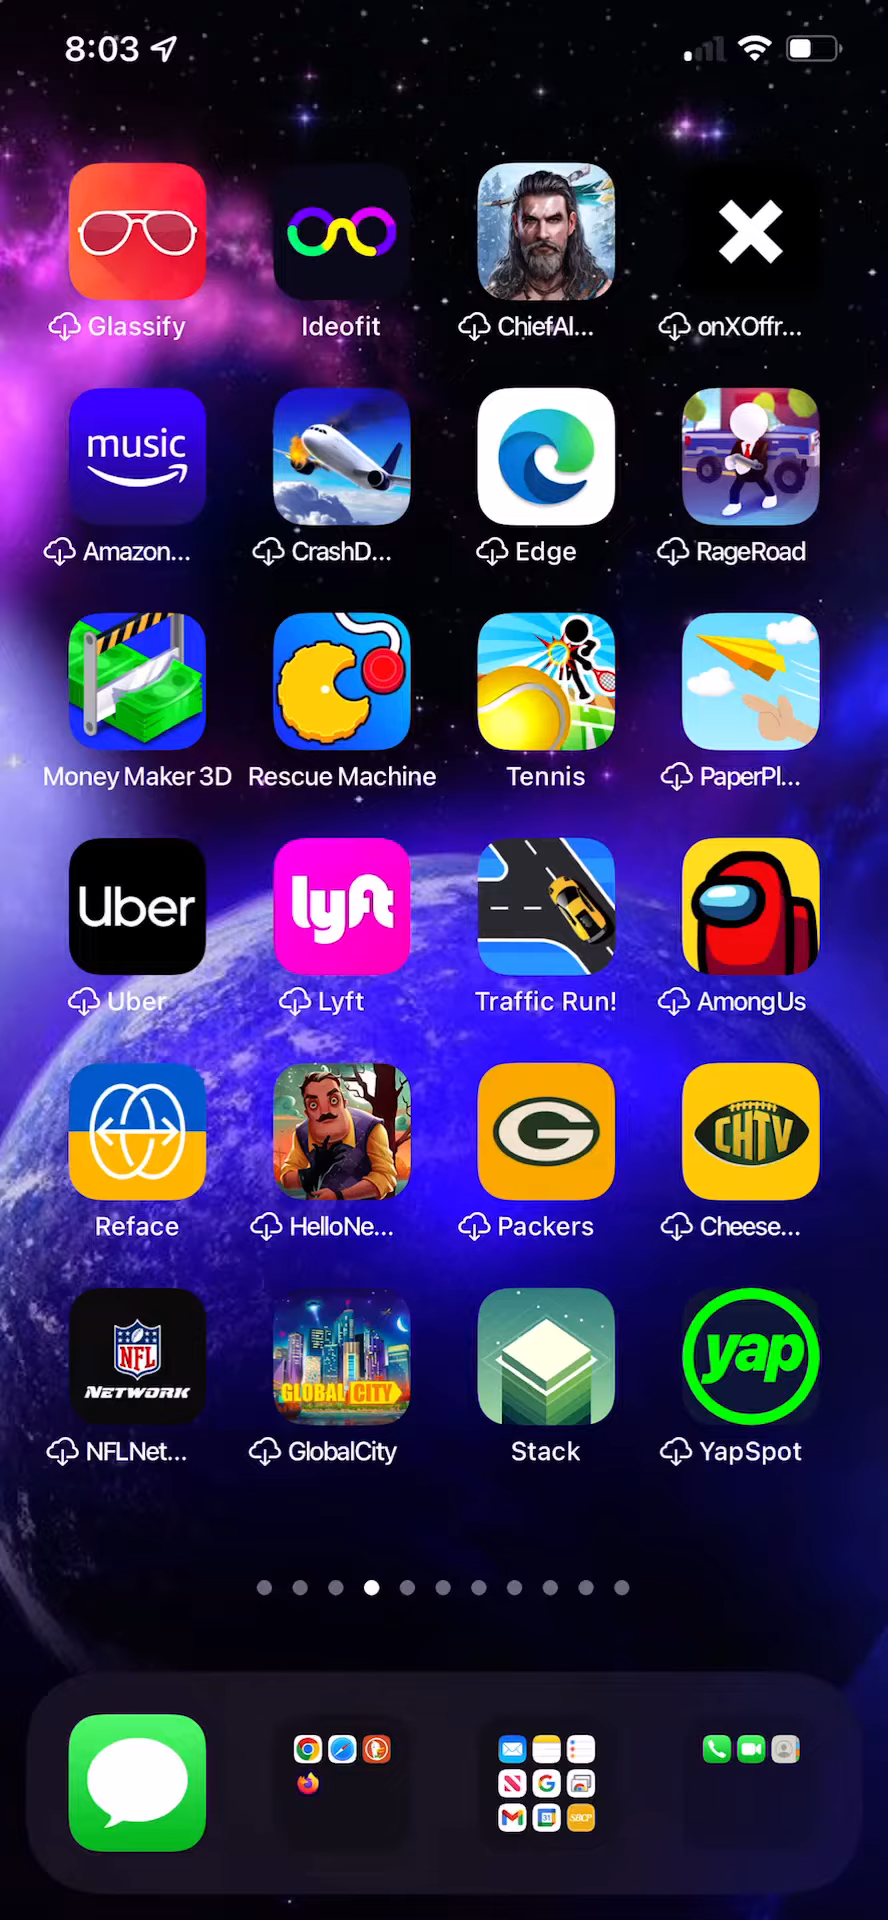 8:03
Glassify
Ideofit
ChiefAl...
onXOffr...
music
Amazon...
CrashD...
Edge
RageRoad
Money Maker 3D
Rescue Machine
Tennis
PaperPl...
Uber
lyft
Uber
Lyft
Traffic Run!
AmongUs
G
CHTV
Reface
HelloNe...
Packers
Cheese...
NFL
NETWORK
GLOBAL CITY
yap
NFLNet...
GlobalCity
Stack
YapSpot
N
G
31
SBCP